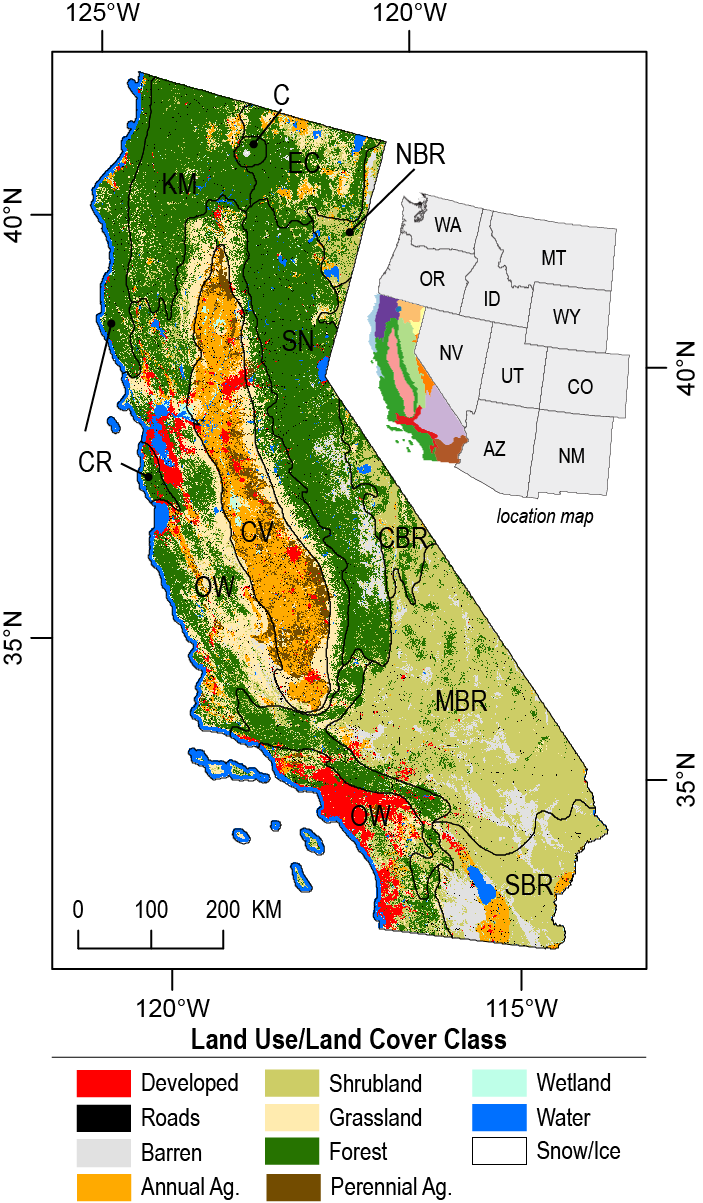 125°W 120°W
C
EC
NBR
KM
40°N
WA
MT
OR
ID
WY
SN
NV
40°N
UT
CO
CR
AZ
NM
location map
CV
CBR
OW
35°N
MBR
35°N
OW
SBR
0 100 200 KM
120°W 115°W
Land Use/Land Cover Class
Developed Shrubland Wetland
Roads Grassland Water
Barren Forest Snow/Ice
Annual Ag. Perennial Ag.